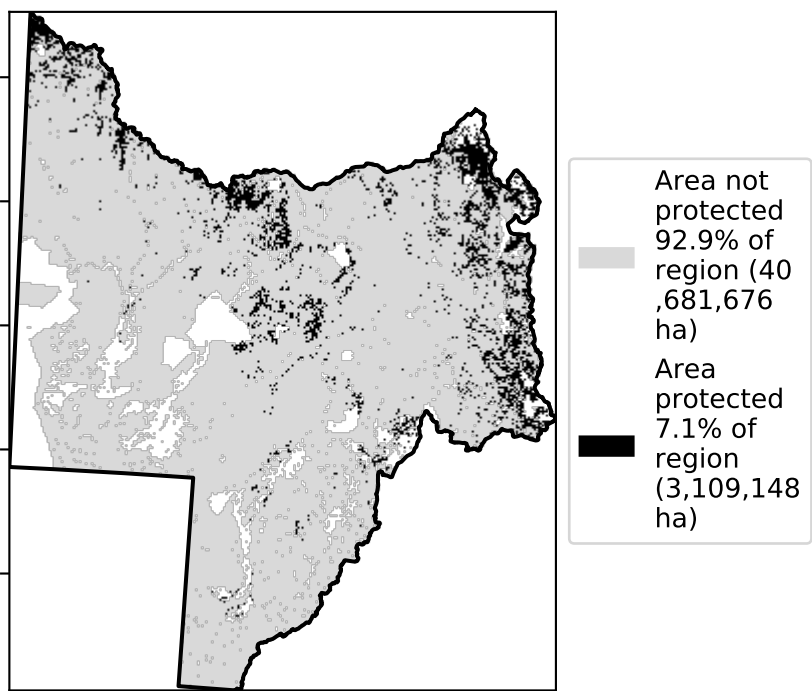 Area not
protected
92.9% of
region (40
,681,676
ha)
Area
protected
7.1% of
region
(3,109,148
ha)